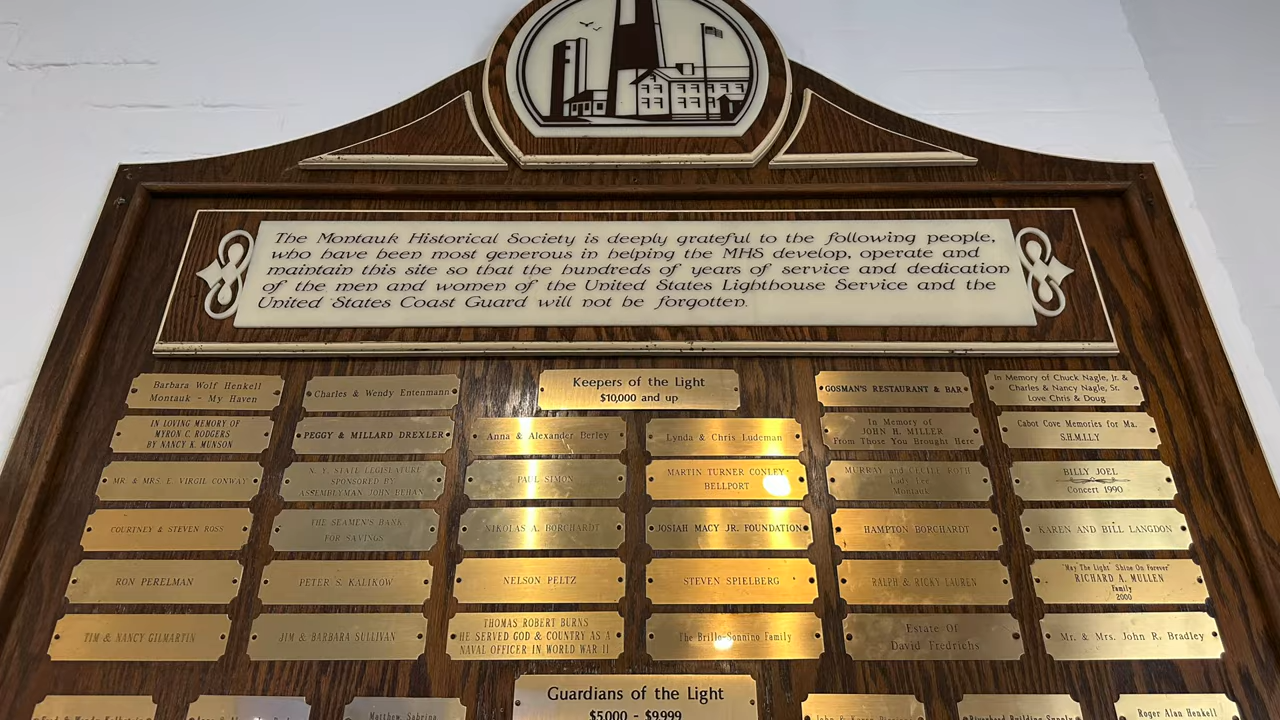 The Montauk Historical Society is deeply grateful to the following people,
who have been most generous in helping the MHS develop, operate and
maintain this site so that the hundreds of years of service and dedication
of the men and women of the United States Lighthouse Service and the
United States Coast Guard will not be forgotten.
Keepers of the Light
$10,000 and up
Barbara Wolf Henkell
Montauk - My Haven
Charles & Wendy Entenmann
GOSMAN'S RESTAURANT & BAR
In Memory of Chuck Nagle, Jr. &
Charles & Nancy Nagle, Sr.
Love Chris & Doug
IN LOVING MEMORY OF
MYRON C. RODGERS
BY NANCY K. MUNSON
PEGGY & MILLARD DREXLER
Anna & Alexander Berley
Lynda & Chris Ludeman
In Memory of
JOHN H. MILLER
From Those You Brought Here
Cabot Cove Memories for Ma.
S.H.M.I.L.Y
MR. & MRS. E. VIRGIL CONWAY
N. Y. STATE LEGISLATURE
SPONSORED BY
ASSEMBLYMAN JOHN BEHAN
PAUL SIMON
MARTIN TURNER CONLEY
BELLPORT
MURRAY and CECILE ROTH
Lady Lee
Montauk
BILLY JOEL
Concert 1990
COURTNEY & STEVEN ROSS
THE SEAMEN'S BANK
FOR SAVINGS
NIKOLAS A. BORCHARDT
JOSIAH MACY JR. FOUNDATION
HAMPTON BORCHARDT
KAREN AND BILL LANGDON
RON PERELMAN
PETER S. KALIKOW
NELSON PELTZ
STEVEN SPIELBERG
RALPH & RICKY LAUREN
"May The Light Shine On Forever"
RICHARD A. MULLEN
Family
2000
TIM & NANCY GILMARTIN
JIM & BARBARA SULLIVAN
THOMAS ROBERT BURNS
HE SERVED GOD & COUNTRY AS A
NAVAL OFFICER IN WORLD WAR II
The Brillo-Sonnino Family
Estate Of
David Fredrichs
Mr. & Mrs. John R. Bradley
Guardians of the Light
$5,000 - $9,999
Matthew, Sabrina
Roger Alan Henkell